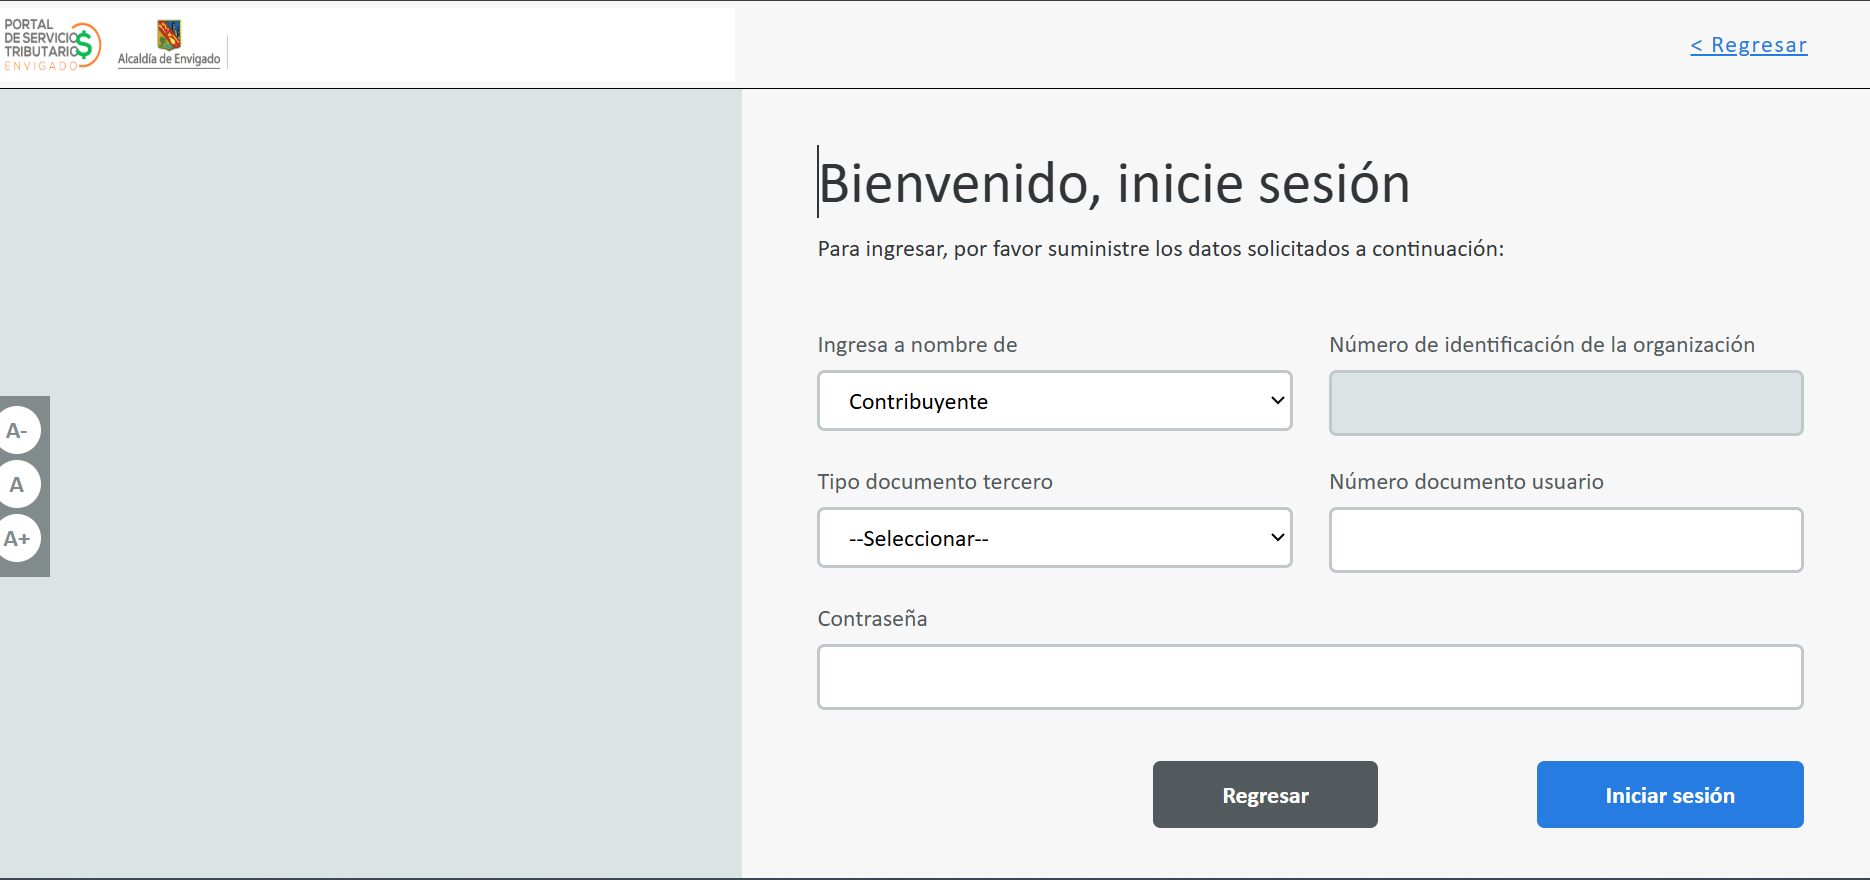 PORTAL
DE SERVICIO
TRIBUTARIO
ENVIGADO
Alcaldía de Envigado
< Regresar
Bienvenido, inicie sesión
Para ingresar, por favor suministre los datos solicitados a continuación:
Ingresa a nombre de
Número de identificación de la organización
Contribuyente
Tipo documento tercero
Número documento usuario
--Seleccionar--
Contraseña
Regresar
Iniciar sesión
A-
A
A+